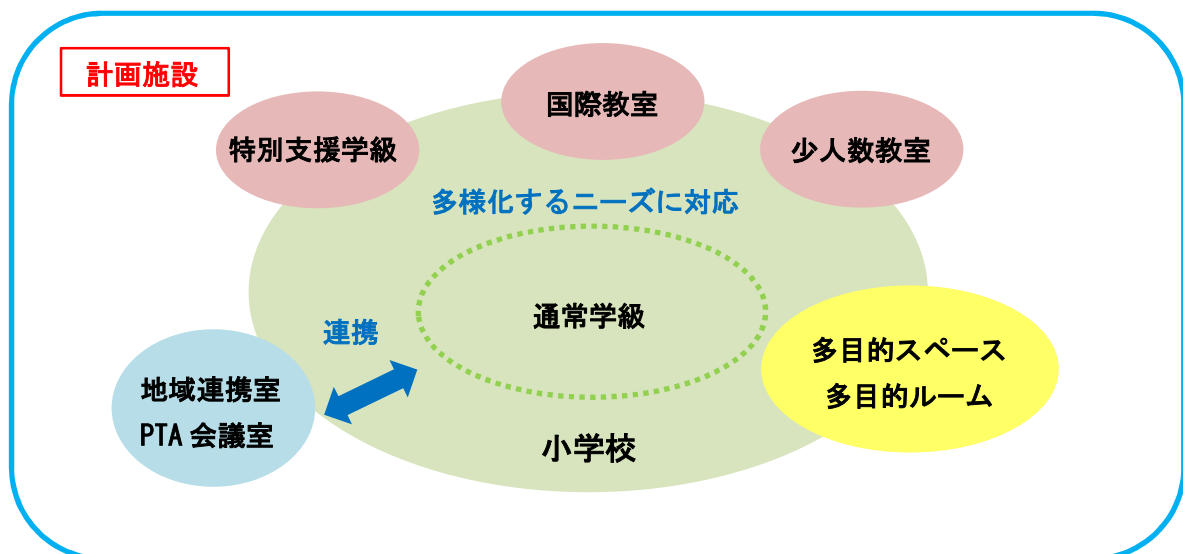 計画施設
国際教室
特別支援学級
少人数教室
多様化するニーズに対応
通常学級
連携
多目的スペース
多目的ルーム
地域連携室
PTA 会議室
小学校